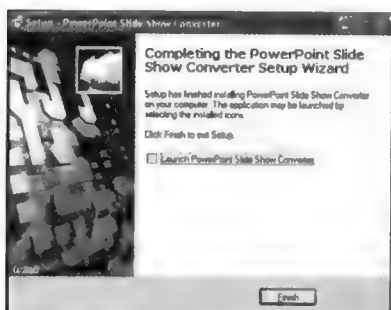 Setup - PowerPoint Slide Show Converter
Completing the PowerPoint Slide
Show Converter Setup Wizard
Setup has finished installing PowerPoint Slide Show Converter
on your computer. The application may be launched by
selecting the installed icons.
Click Finish to exit Setup.
Launch PowerPoint Slide Show Converter
Finish